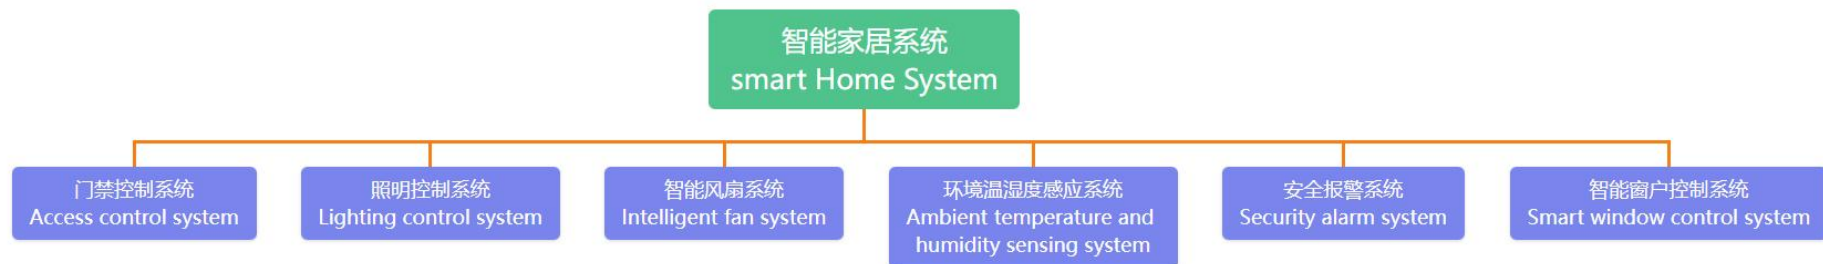 智能家居系统
smart Home System
门禁控制系统
Access control system
照明控制系统
Lighting control system
智能风扇系统
Intelligent fan system
环境温湿度感应系统
Ambient temperature and
humidity sensing system
安全报警系统
Security alarm system
智能窗户控制系统
Smart window control system